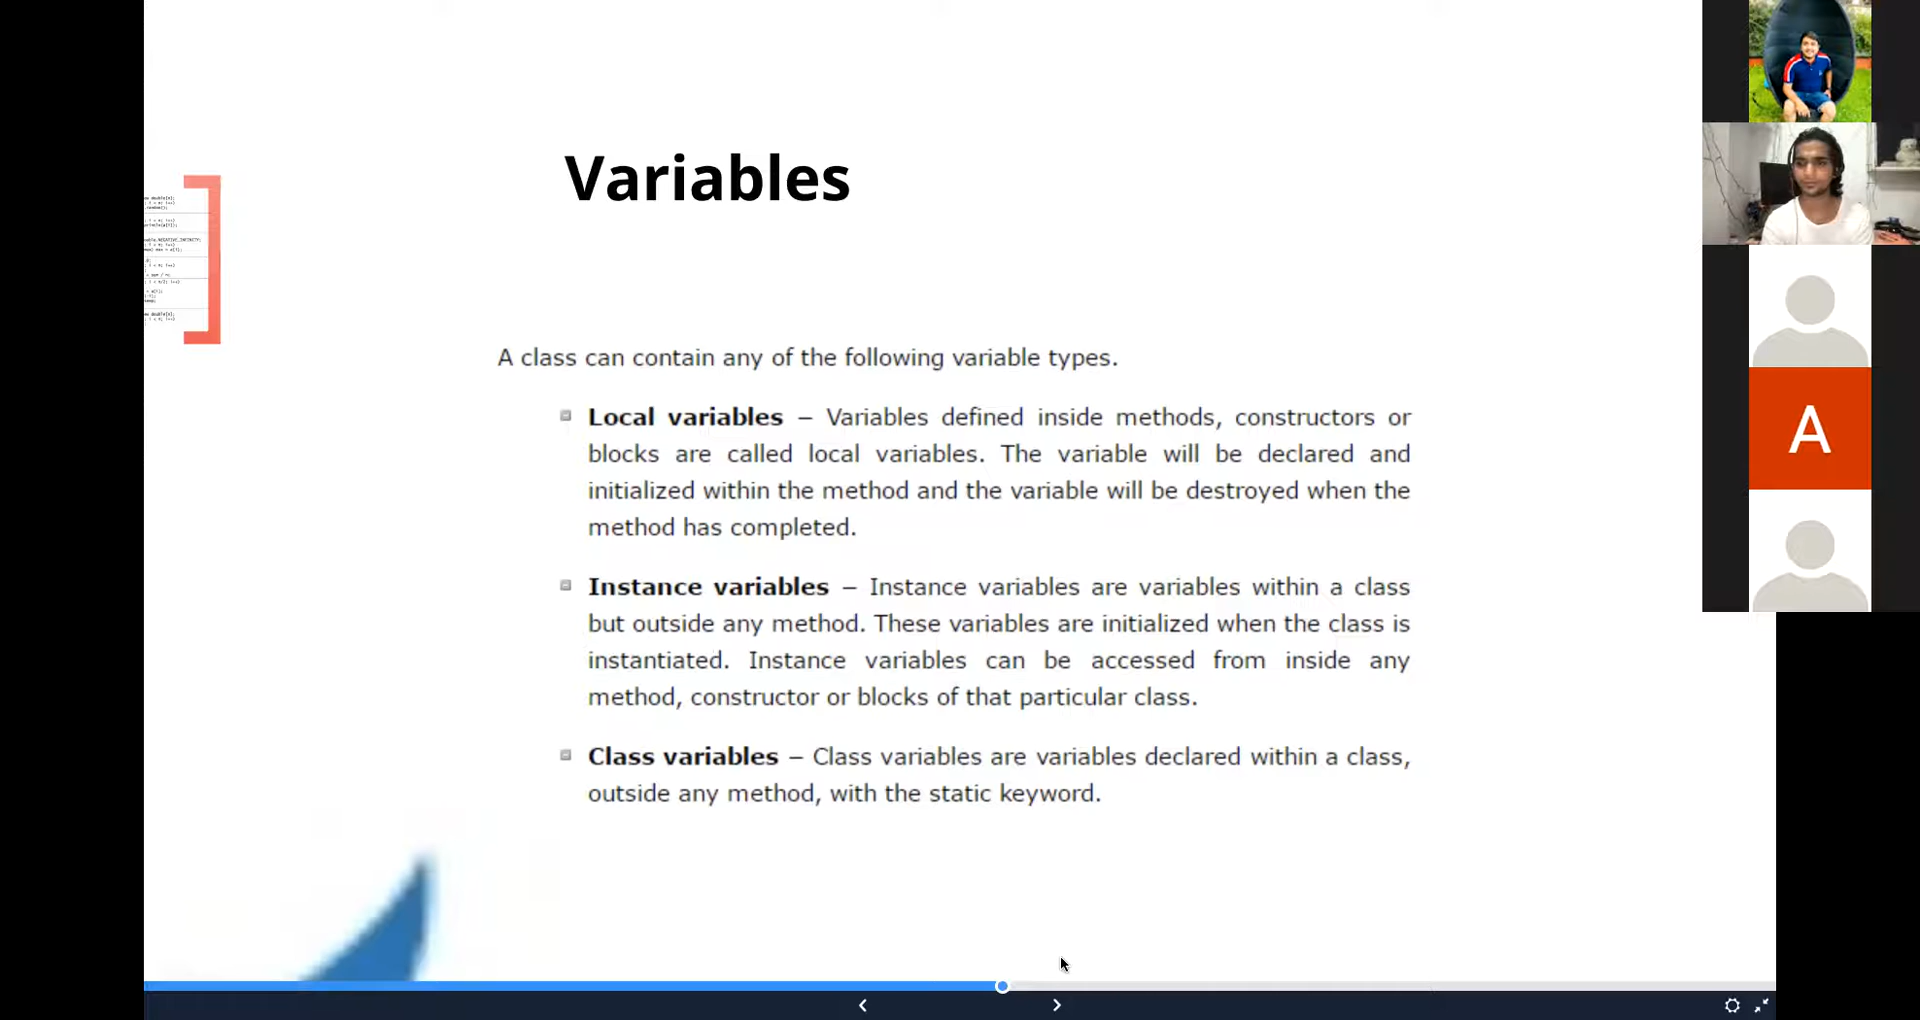 Variables
A class can contain any of the following variable types.
Local variables – Variables defined inside methods, constructors or
blocks are called local variables. The variable will be declared and
initialized within the method and the variable will be destroyed when the
method has completed.
Instance variables – Instance variables are variables within a class
but outside any method. These variables are initialized when the class is
instantiated. Instance variables can be accessed from inside any
method, constructor or blocks of that particular class.
Class variables – Class variables are variables declared within a class,
outside any method, with the static keyword.
A